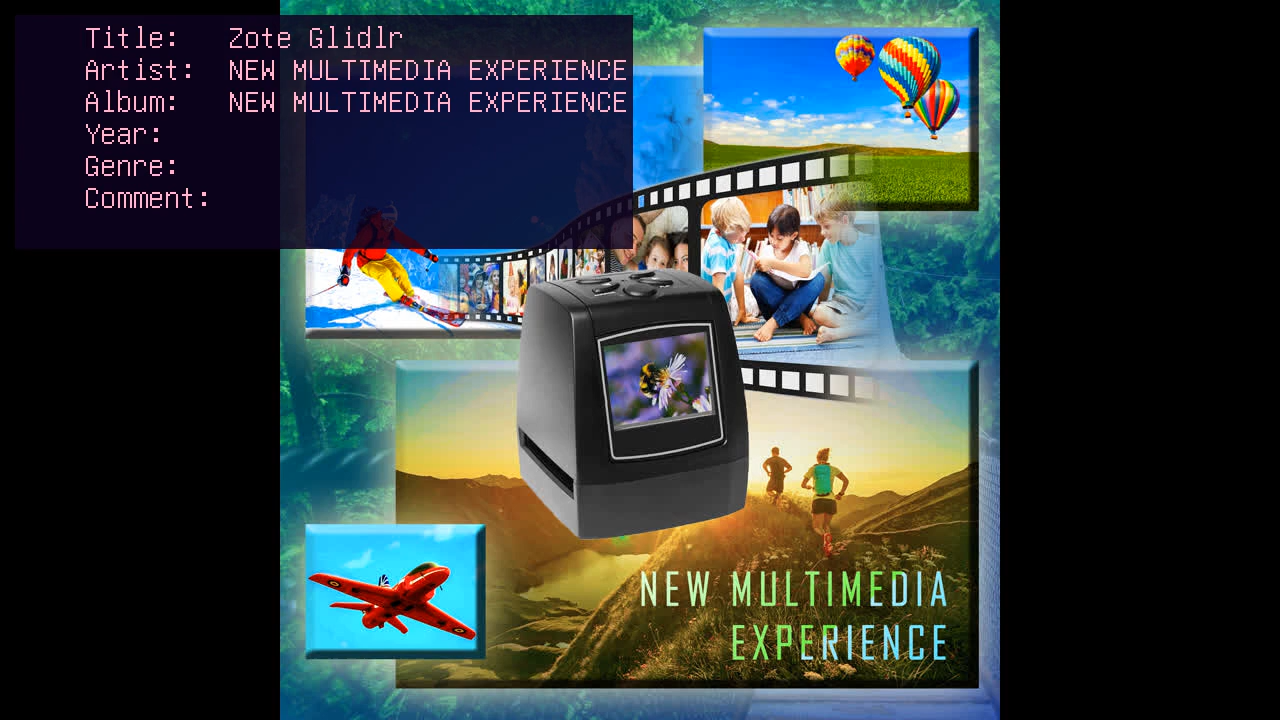 Title: Zote Glidlr
Artist: NEW MULTIMEDIA EXPERIENCE
Album: NEW MULTIMEDIA EXPERIENCE
Year:
Genre:
Comment:
NEW MULTIMEDIA
EXPERIENCE